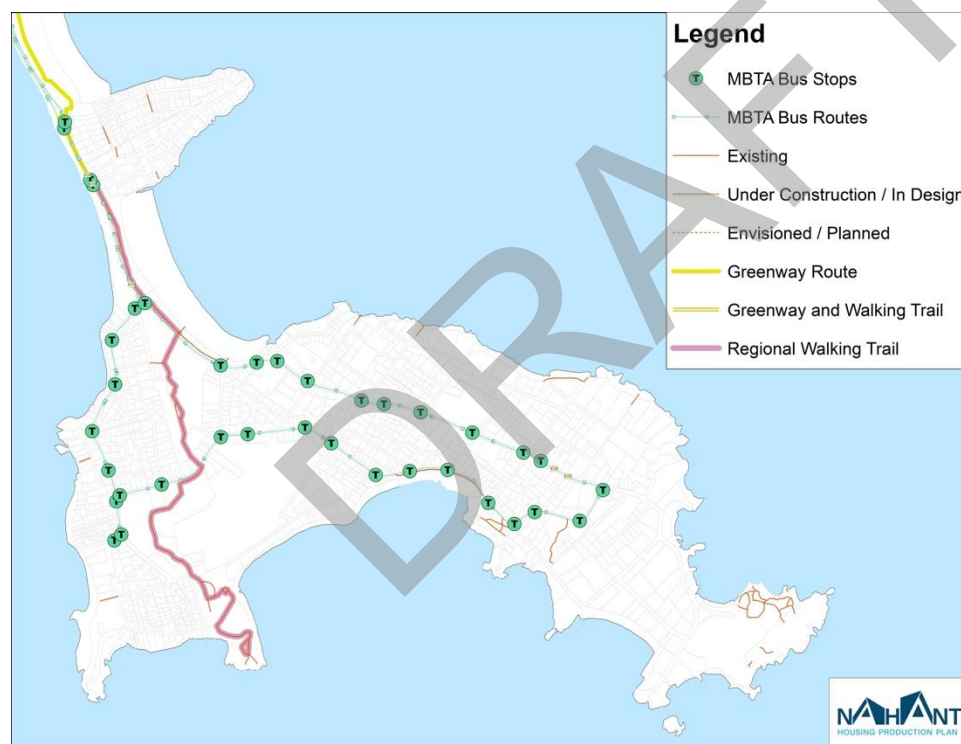 Legend
MBTA Bus Stops
MBTA Bus Routes
Existing
Under Construction / In Design
Envisioned / Planned
Greenway Route
Greenway and Walking Trail
Regional Walking Trail
DRAFT
NAHANT
HOUSING PRODUCTION PLAN